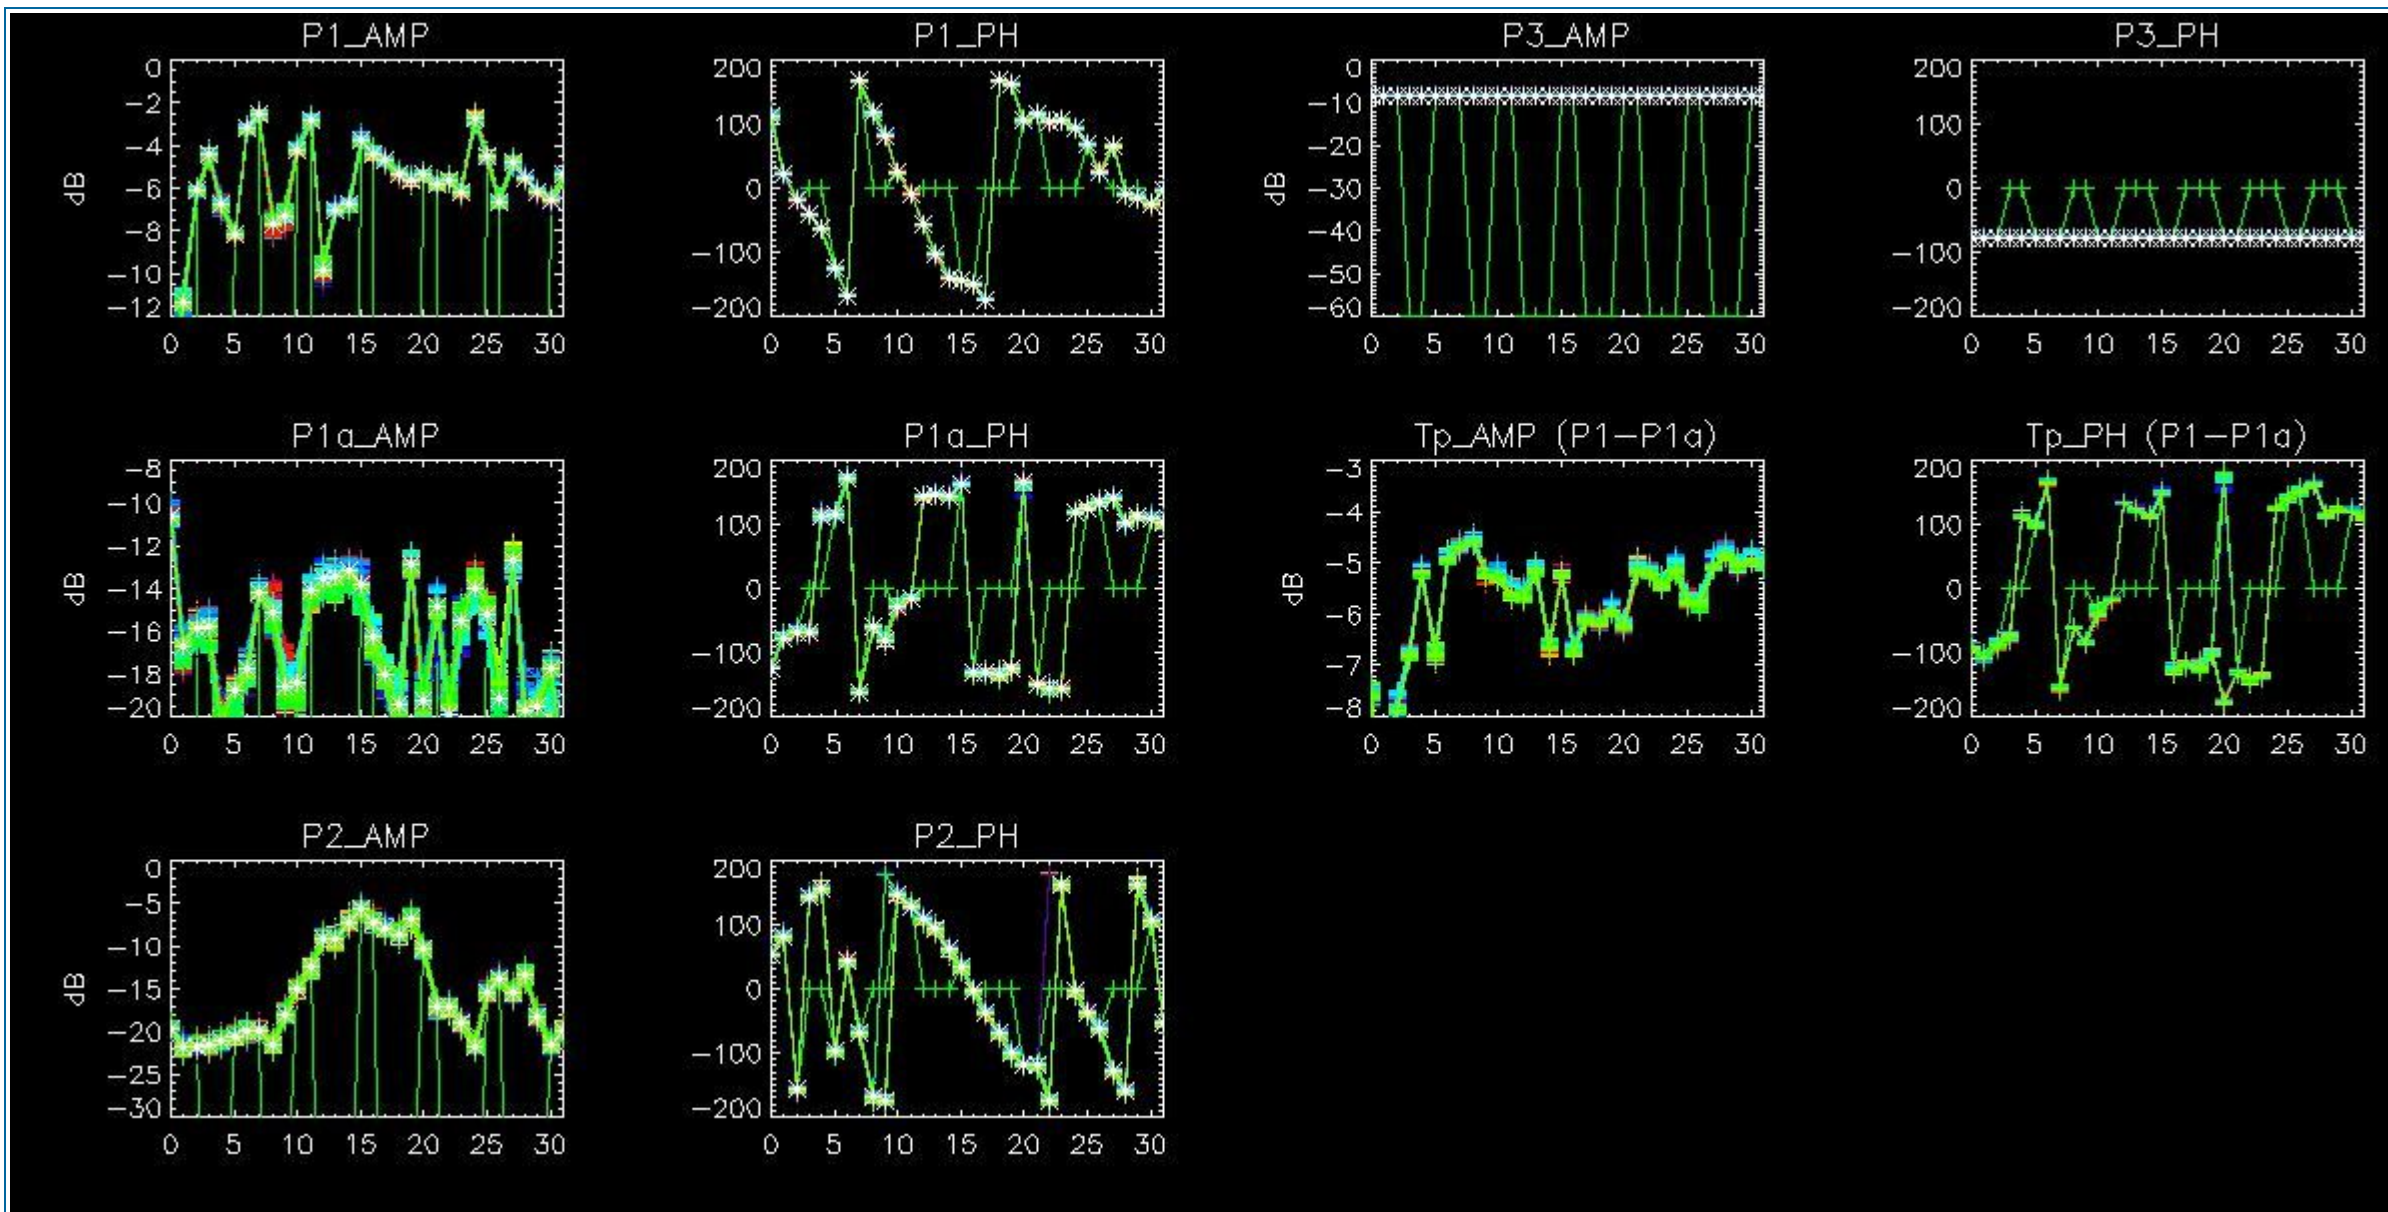 P1_AMP P1_PH P3_AMP P3_PH
0 200 0 200
-2 -10
100 100
-4 -20
dB -6 0 dB -30 0
-8 -40
-100 -100
-10 -50
-12 -200 -60 -200
0 5 10 15 20 25 30 0 5 10 15 20 25 30 0 5 10 15 20 25 30 0 5 10 15 20 25 30
P1a_AMP P1a_PH Tp_AMP (P1-P1a) Tp_PH (P1-P1a)
-8 200 -3 200
-10 -4
100 100
-12 -5
dB -14 0 dB 0
-16 -6
-100 -100
-18 -7
-20 -200 -8 -200
0 5 10 15 20 25 30 0 5 10 15 20 25 30 0 5 10 15 20 25 30 0 5 10 15 20 25 30
P2_AMP P2_PH
0 200
-5
100
-10
dB -15 0
-20
-100
-25
-30 -200
0 5 10 15 20 25 30 0 5 10 15 20 25 30